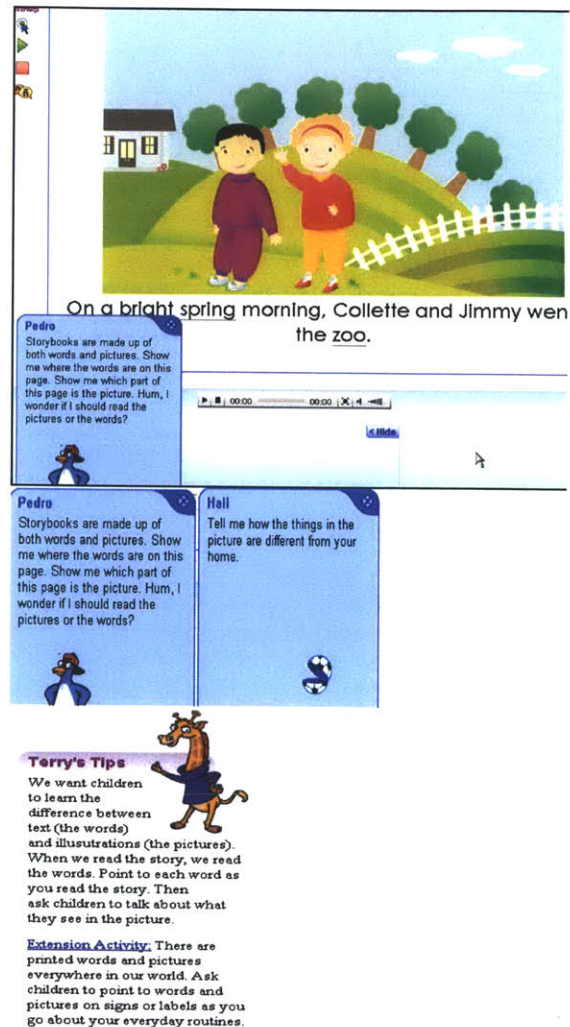 On a bright spring morning, Collette and Jimmy wen
the zoo.
Pedro
Storybooks are made up of
both words and pictures. Show
me where the words are on this
page. Show me which part of
this page is the picture. Hum, I
wonder if I should read the
pictures or the words?
00:00 00:00
< Hide
Pedro
Storybooks are made up of
both words and pictures. Show
me where the words are on this
page. Show me which part of
this page is the picture. Hum, I
wonder if I should read the
pictures or the words?
Hali
Tell me how the things in the
picture are different from your
home.
Terry's Tips
We want children
to learn the
difference between
text (the words)
and illusutrations (the pictures).
When we read the story, we read
the words. Point to each word as
you read the story. Then
ask children to talk about what
they see in the picture.
Extension Activity: There are
printed words and pictures
everywhere in our world. Ask
children to point to words and
pictures on signs or labels as you
go about your everyday routines.